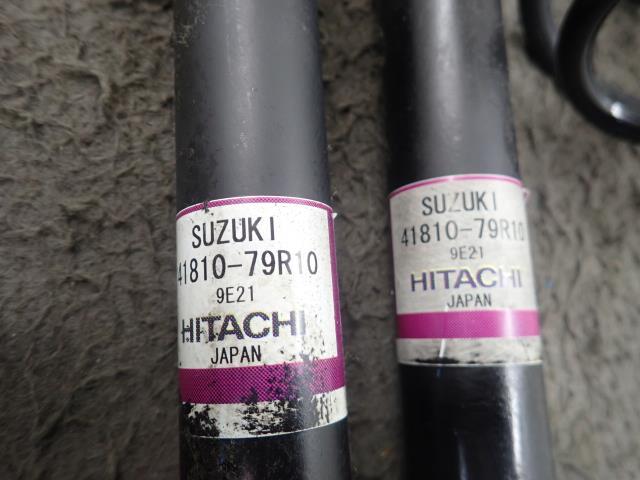 SUZUKI
41810-79R10
9E21
HITACHI
JAPAN
SUZUKI
41810-79R10
9E21
HITACHI
JAPAN